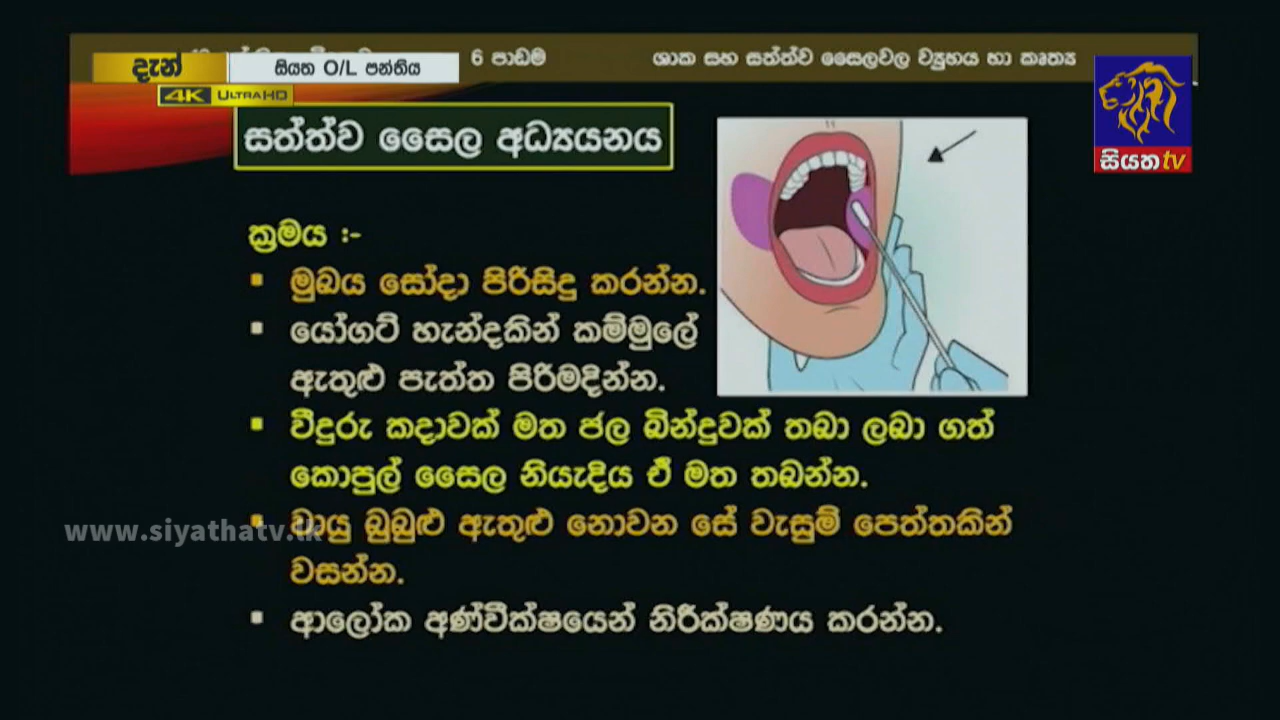 6 පාඩම ශාක සහ සත්ත්ව සෛලවල ව්‍යුහය හා කෘත්‍ය
දැන් සියත O/L පන්තිය
4K ULTRA HD
සියත tv
සත්ත්ව සෛල අධ්‍යයනය
ක්‍රමය :-
▪ මුඛය සෝදා පිරිසිදු කරන්න.
▪ යෝගට් හැන්දකින් කම්මුලේ
ඇතුළු පැත්ත පිරිමදින්න.
▪ වීදුරු කදාවක් මත ජල බින්දුවක් තබා ලබා ගත්
කොපුල් සෛල නියැදිය ඒ මත තබන්න.
▪ වායු බුබුළු ඇතුළු නොවන සේ වැසුම් පෙත්තකින්
වසන්න.
▪ ආලෝක අණ්වීක්ෂයෙන් නිරීක්ෂණය කරන්න.
www.siyathatv.lk